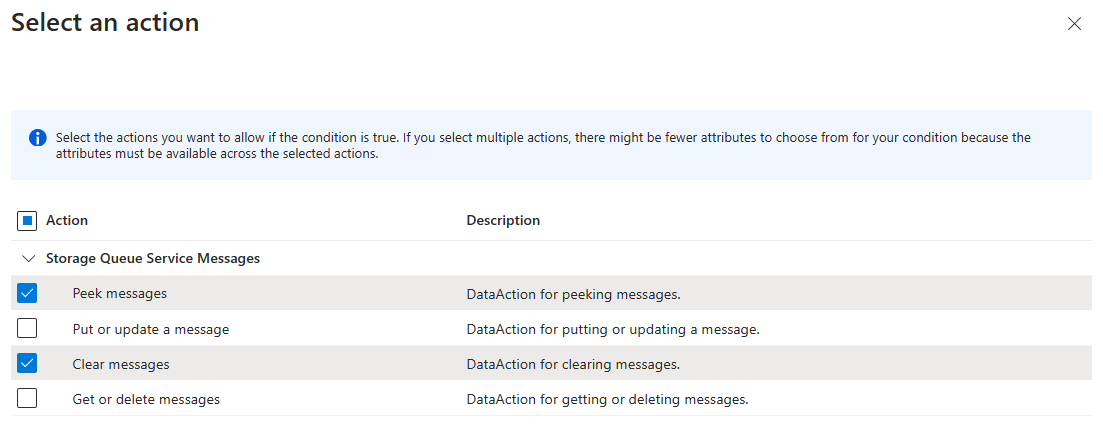 Select an action
Select the actions you want to allow if the condition is true. If you select multiple actions, there might be fewer attributes to choose from for your condition because the
attributes must be available across the selected actions.
Action Description
Storage Queue Service Messages
Peek messages DataAction for peeking messages.
Put or update a message DataAction for putting or updating a message.
Clear messages DataAction for clearing messages.
Get or delete messages DataAction for getting or deleting messages.